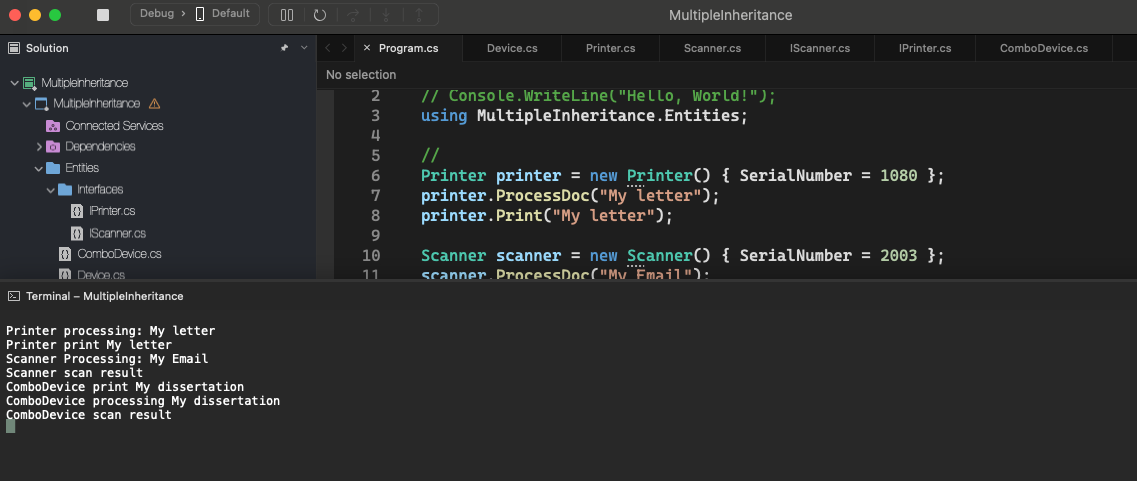 Debug
Default
MultipleInheritance
Solution
Program.cs
Device.cs
Printer.cs
Scanner.cs
IScanner.cs
IPrinter.cs
ComboDevice.cs
No selection
MultipleInheritance
MultipleInheritance
Connected Services
Dependencies
Entities
Interfaces
IPrinter.cs
IScanner.cs
ComboDevice.cs
Device.cs
2 // Console.WriteLine("Hello, World!");
3 using MultipleInheritance.Entities;
4
5 //
6 Printer printer = new Printer() { SerialNumber = 1080 };
7 printer.ProcessDoc("My letter");
8 printer.Print("My letter");
9
10 Scanner scanner = new Scanner() { SerialNumber = 2003 };
11 scanner.ProcessDoc("My Email");
Terminal – MultipleInheritance
Printer processing: My letter
Printer print My letter
Scanner Processing: My Email
Scanner scan result
ComboDevice print My dissertation
ComboDevice processing My dissertation
ComboDevice scan result